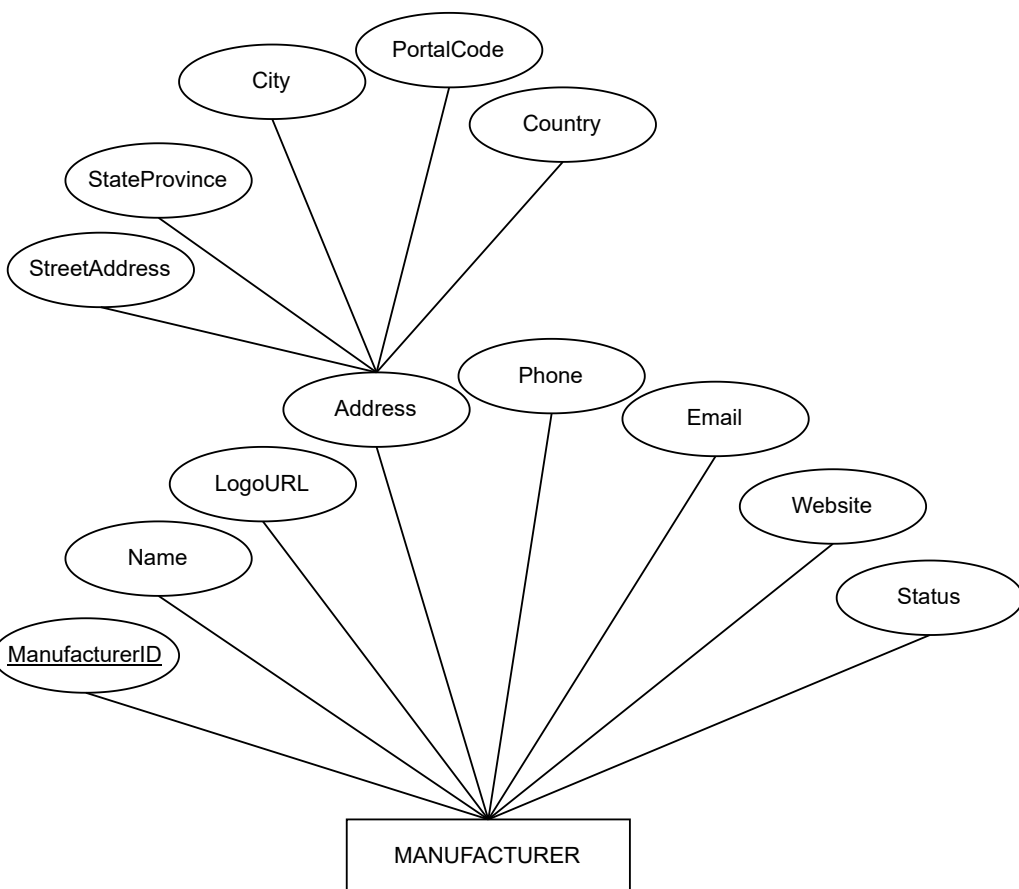 PortalCode
City
Country
StateProvince
StreetAddress
Phone
Address
Email
LogoURL
Website
Name
Status
ManufacturerID
MANUFACTURER